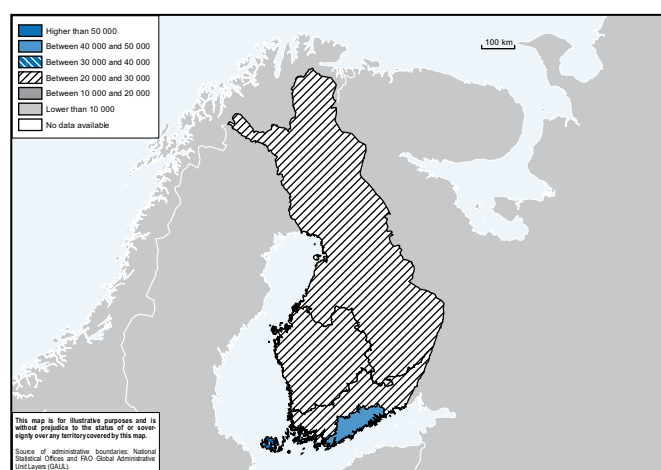 Higher than 50 000
Between 40 000 and 50 000
Between 30 000 and 40 000
Between 20 000 and 30 000
Between 10 000 and 20 000
Lower than 10 000
No data available
100 km
This map is for illustrative purposes and is
without prejudice to the status of or sover-
eignty over any territory covered by this map.
Source of administrative boundaries: National
Statistical Offices and FAO Global Administrative
Unit Layers (GAUL).